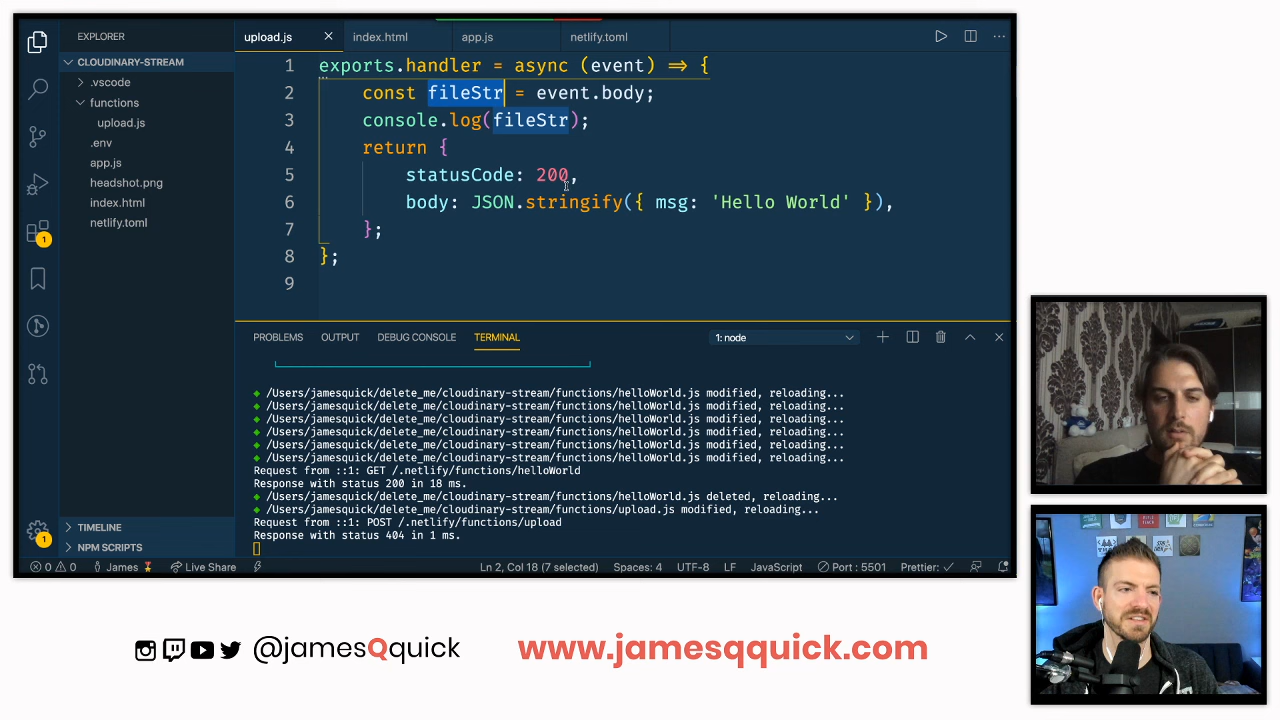 EXPLORER
CLOUDINARY-STREAM
.vscode
functions
upload.js
.env
app.js
headshot.png
index.html
netlify.toml
TIMELINE
NPM SCRIPTS
1
1
upload.js index.html app.js netlify.toml
1 exports.handler = async (event) => {
2 const fileStr = event.body;
3 console.log(fileStr);
4 return {
5 statusCode: 200,
6 body: JSON.stringify({ msg: 'Hello World' }),
7 };
8 };
9
PROBLEMS OUTPUT DEBUG CONSOLE TERMINAL 1: node
/Users/jamesquick/delete_me/cloudinary-stream/functions/helloWorld.js modified, reloading...
/Users/jamesquick/delete_me/cloudinary-stream/functions/helloWorld.js modified, reloading...
/Users/jamesquick/delete_me/cloudinary-stream/functions/helloWorld.js modified, reloading...
/Users/jamesquick/delete_me/cloudinary-stream/functions/helloWorld.js modified, reloading...
/Users/jamesquick/delete_me/cloudinary-stream/functions/helloWorld.js modified, reloading...
/Users/jamesquick/delete_me/cloudinary-stream/functions/helloWorld.js modified, reloading...
Request from ::1: GET /.netlify/functions/helloWorld
Response with status 200 in 18 ms.
/Users/jamesquick/delete_me/cloudinary-stream/functions/helloWorld.js deleted, reloading...
/Users/jamesquick/delete_me/cloudinary-stream/functions/upload.js modified, reloading...
Request from ::1: POST /.netlify/functions/upload
Response with status 404 in 1 ms.
0 0 James Live Share Ln 2, Col 18 (7 selected) Spaces: 4 UTF-8 LF JavaScript Port : 5501 Prettier: ✓
@jamesQquick www.jamesqquick.com